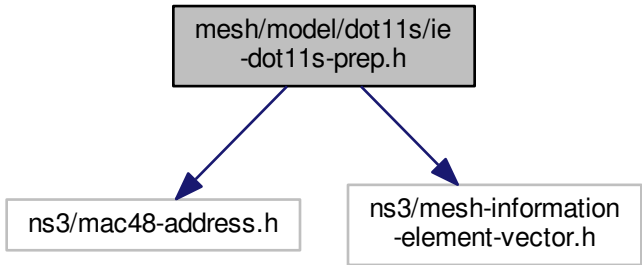 mesh/model/dot11s/ie
-dot11s-prep.h
ns3/mac48-address.h
ns3/mesh-information
-element-vector.h